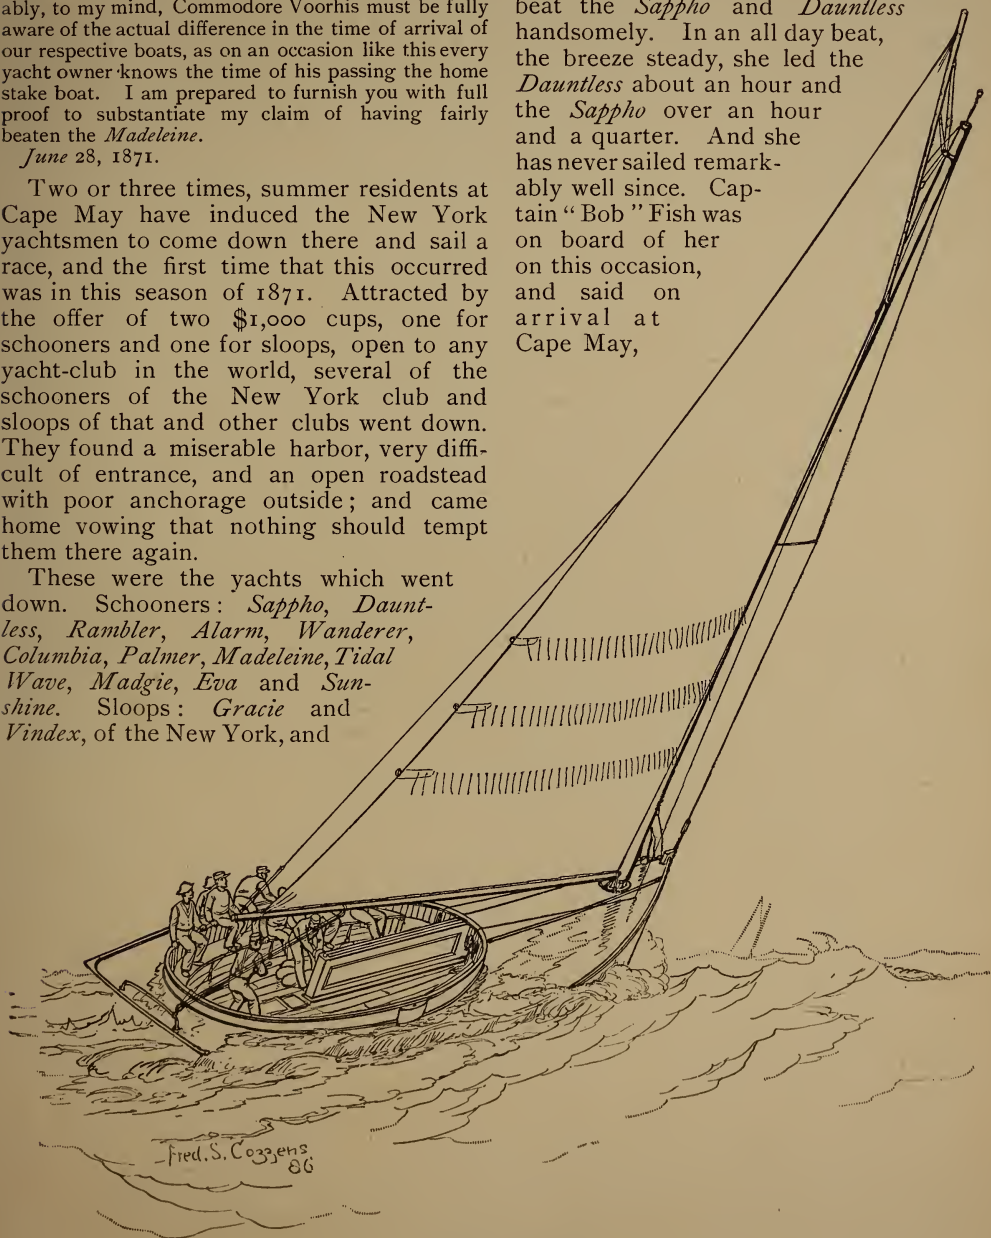 ably, to my mind, Commodore Voorhis must be fully
aware of the actual difference in the time of arrival of
our respective boats, as on an occasion like this every
yacht owner knows the time of his passing the home
stake boat. I am prepared to furnish you with full
proof to substantiate my claim of having fairly
beaten the Madeleine.
June 28, 1871.
Two or three times, summer residents at
Cape May have induced the New York
yachtsmen to come down there and sail a
race, and the first time that this occurred
was in this season of 1871. Attracted by
the offer of two $1,000 cups, one for
schooners and one for sloops, open to any
yacht-club in the world, several of the
schooners of the New York club and
sloops of that and other clubs went down.
They found a miserable harbor, very diffi-
cult of entrance, and an open roadstead
with poor anchorage outside; and came
home vowing that nothing should tempt
them there again.
These were the yachts which went
down. Schooners: Sappho, Daunt-
less, Rambler, Alarm, Wanderer,
Columbia, Palmer, Madeleine, Tidal
Wave, Madgie, Eva and Sun-
shine. Sloops: Gracie and
Vindex, of the New York, and
beat the Sappho and Dauntless
handsomely. In an all day beat,
the breeze steady, she led the
Dauntless about an hour and
the Sappho over an hour
and a quarter. And she
has never sailed remark-
ably well since. Cap-
tain "Bob" Fish was
on board of her
on this occasion,
and said on
arrival at
Cape May,
Fred. S. Cozzens.
86